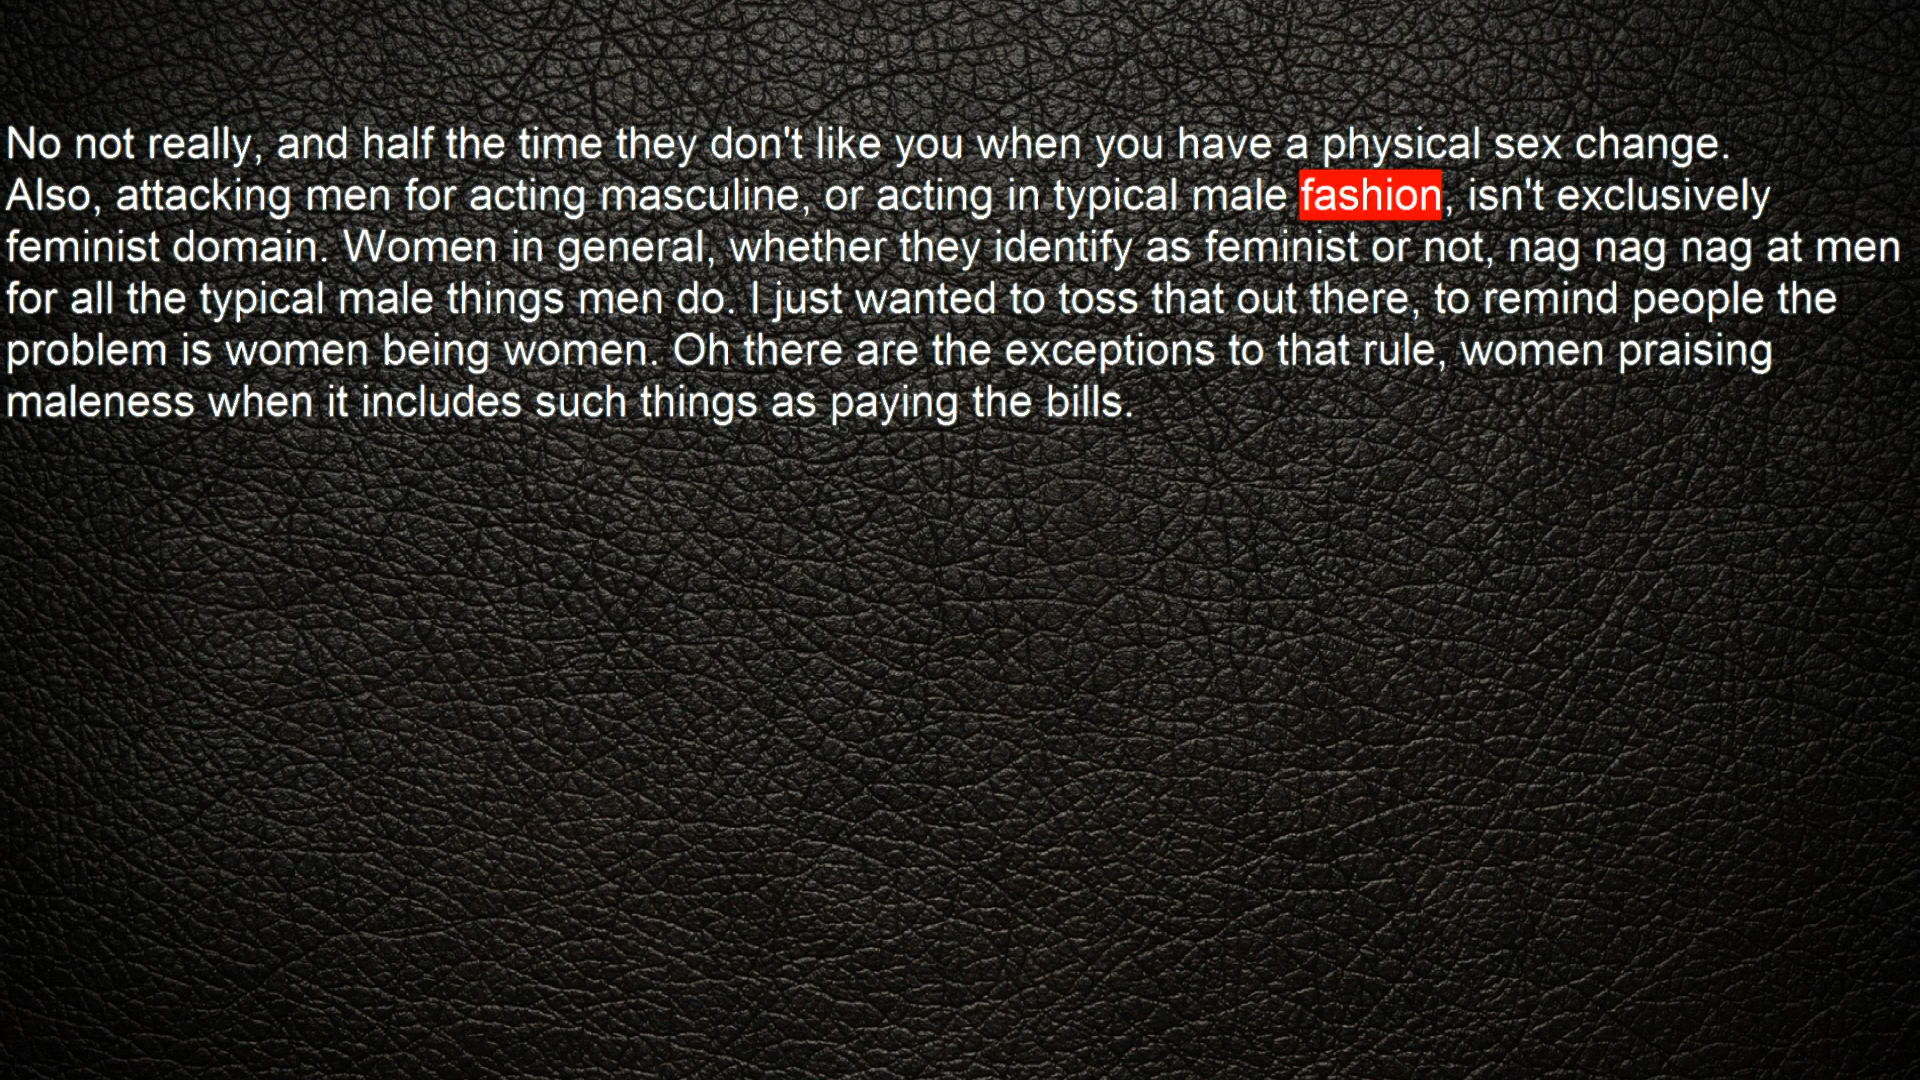 No not really, and half the time they don't like you when you have a physical sex change.
Also, attacking men for acting masculine, or acting in typical male fashion, isn't exclusively
feminist domain. Women in general, whether they identify as feminist or not, nag nag nag at men
for all the typical male things men do. I just wanted to toss that out there, to remind people the
problem is women being women. Oh there are the exceptions to that rule, women praising
maleness when it includes such things as paying the bills.